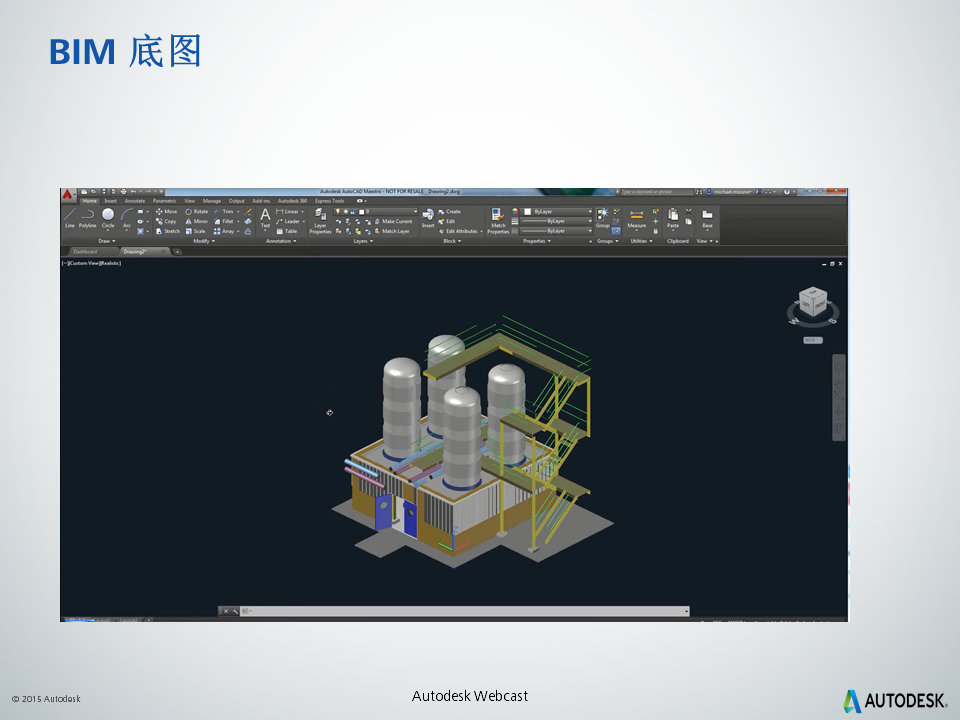 BIM 底图
Autodesk AutoCAD Maestro - NOT FOR RESALE Drawing2.dwg
Type a keyword or phrase
Home Insert Annotate Parametric View Manage Output Add-ins Autodesk 360 Express Tools
Move Rotate Trim Linear Create ByLayer
Line Polyline Circle Arc Copy Mirror Fillet Text Leader Layer Properties Make Current Insert Edit Match Properties ByLayer Group Measure Paste Base
Stretch Scale Array Table Match Layer Edit Attributes ByLayer
Draw Modify Annotation Layers Block Properties Groups Utilities Clipboard View
Dashboard Drawing2*
[−][Custom View][Realistic]
W S
© 2015 Autodesk
Autodesk Webcast
AUTODESK.